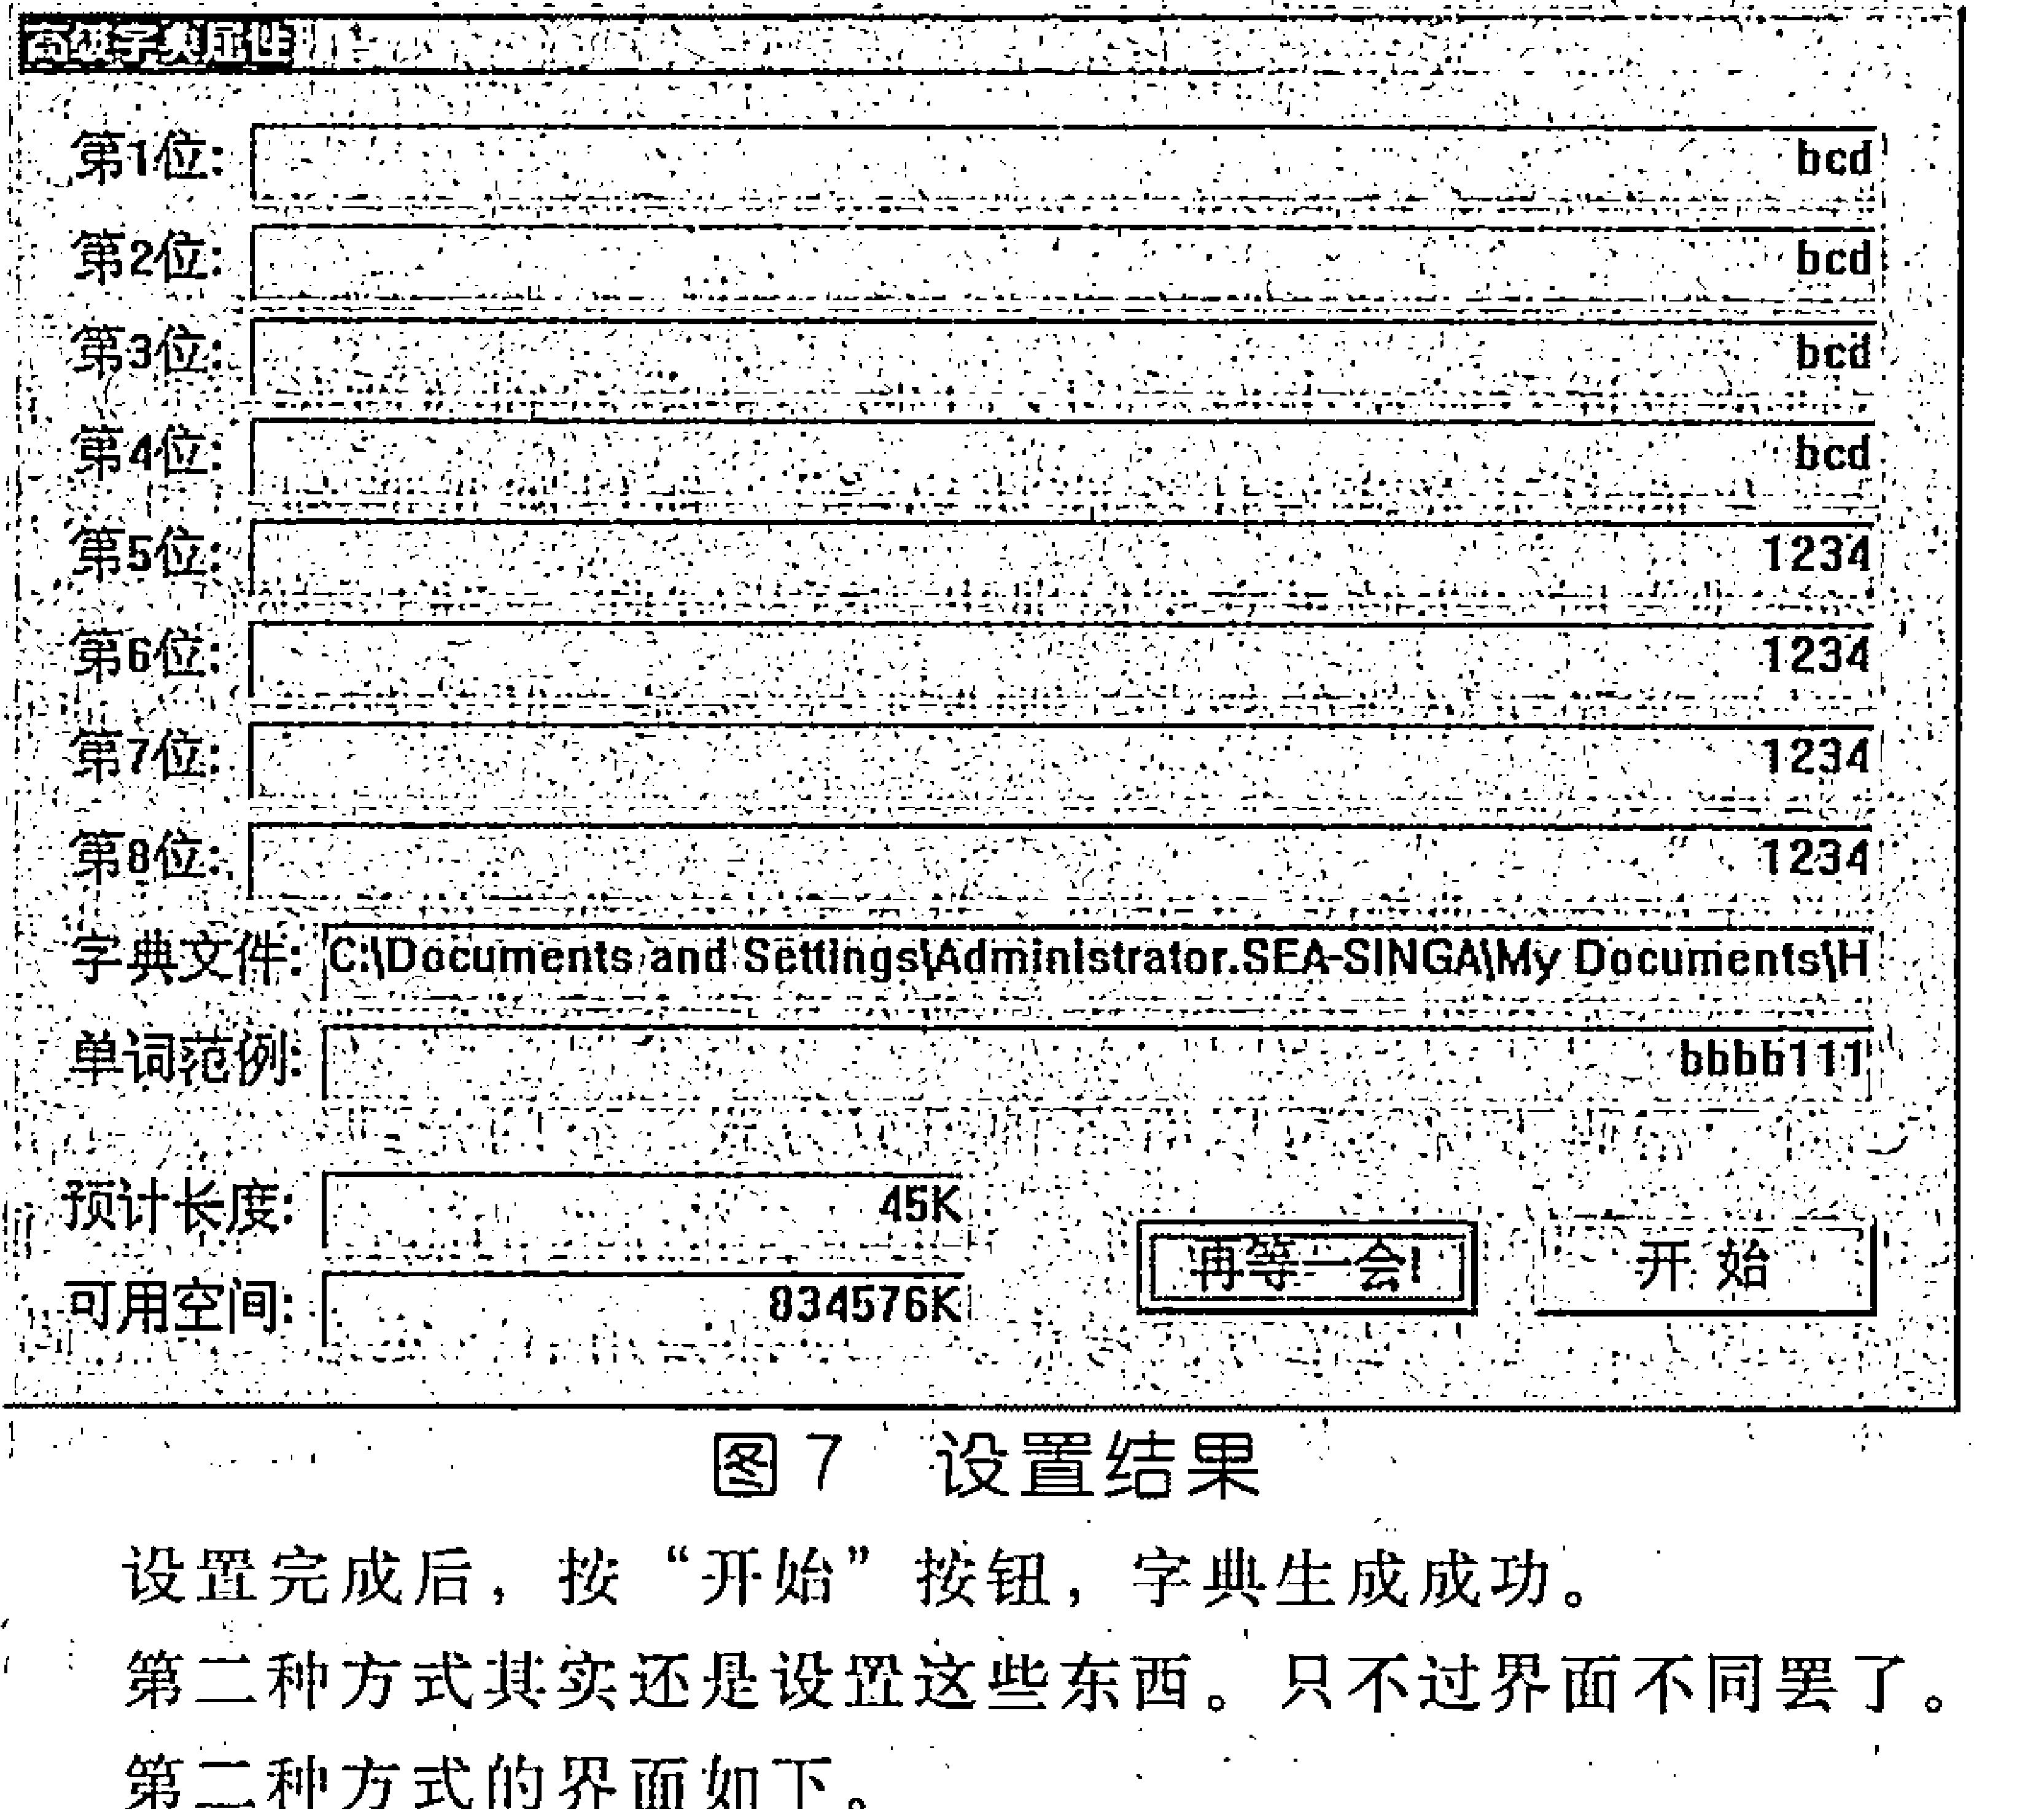 高级字典属性
第1位: bcd
第2位: bcd
第3位: bcd
第4位: bcd
第5位: 1234
第6位: 1234
第7位: 1234
第8位: 1234
字典文件: C:\Documents and Settings\Administrator.SEA-SINGA\My Documents\H
单词范例: bbbb111
预计长度: 45K
再等一会! 开 始
可用空间: 834576K
图 7 设置结果
设置完成后，按“开始”按钮，字典生成成功。
第二种方式其实还是设置这些东西。只不过界面不同罢了。
第二种方式的界面如下。